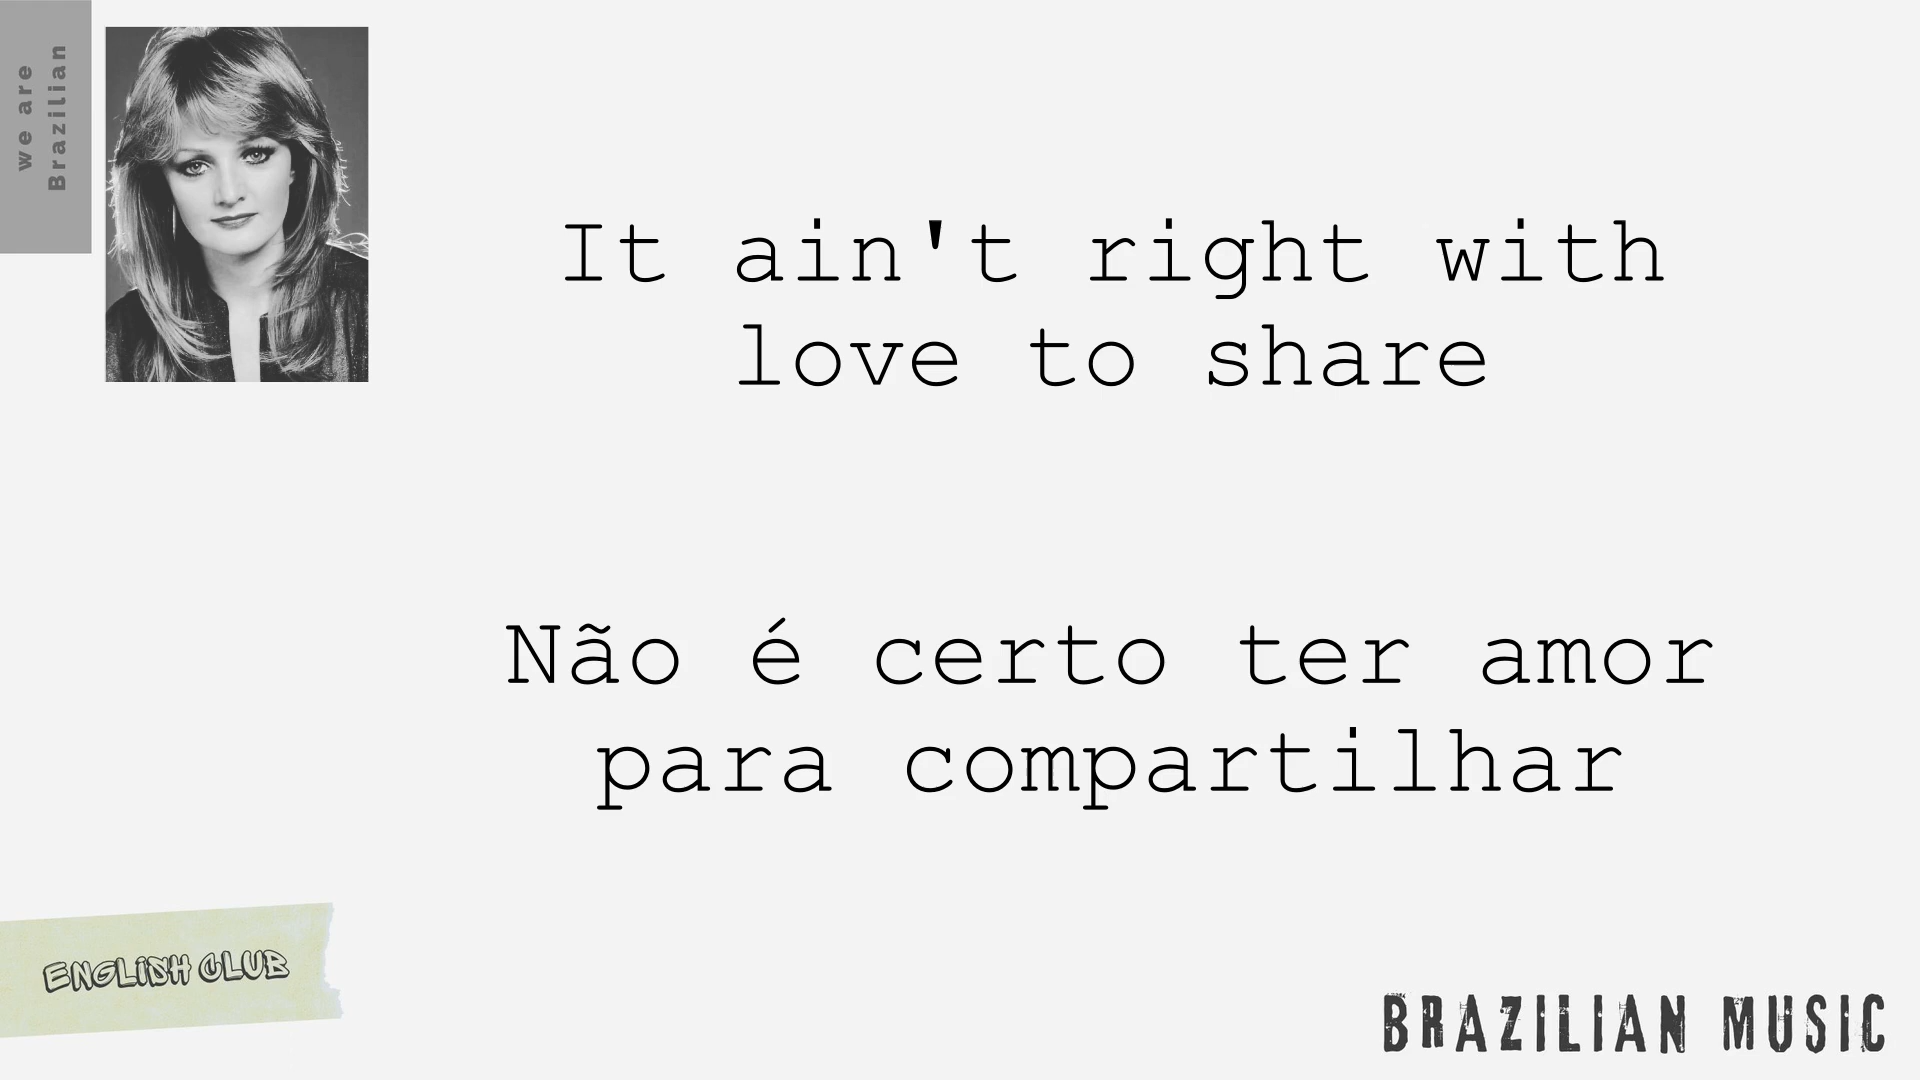 we are
Brazilian
It ain't right with
love to share
Não é certo ter amor
para compartilhar
ENGLISH CLUB
BRAZILIAN MUSIC